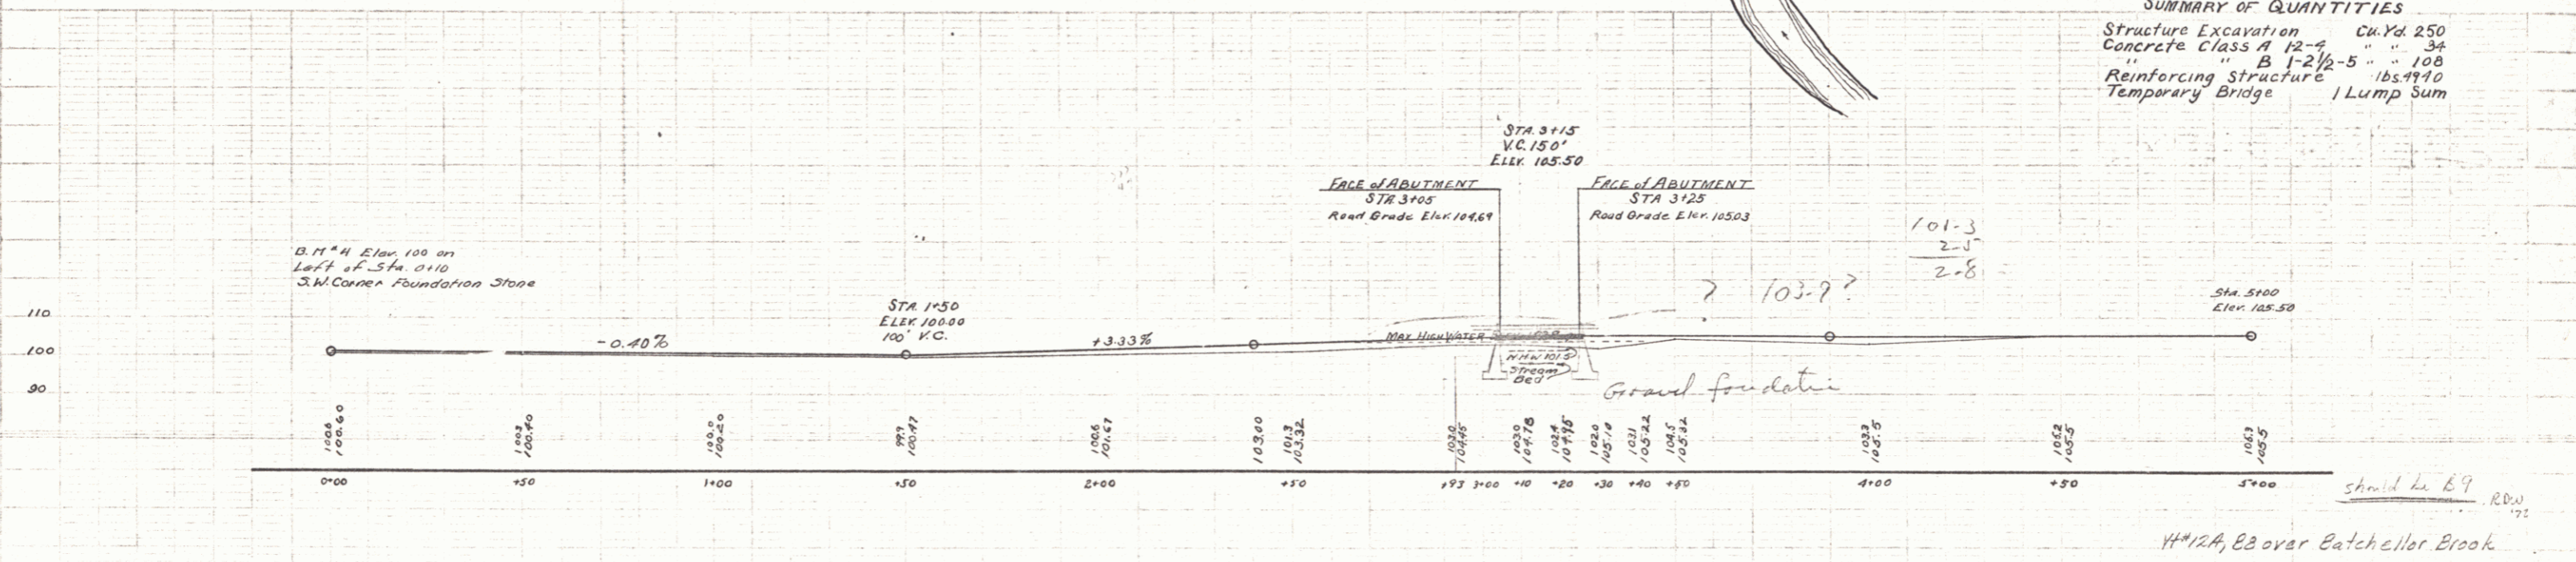 SUMMARY OF QUANTITIES
Structure Excavation Cu.Yd. 250
Concrete Class A 1-2-4 " " 34
" " B 1-2½-5 " " 108
Reinforcing Structure lbs. 4940
Temporary Bridge 1 Lump Sum
STA. 3+15
V.C. 150'
ELEV. 105.50
FACE of ABUTMENT
STA 3+05
Road Grade Elev. 104.69
FACE of ABUTMENT
STA 3+25
Road Grade Elev. 105.03
101-3
2-5
2-8
B.M #4 Elev. 100 on
Left of Sta. 0+10
S.W. Corner Foundation Stone
? 103-9?
STA. 1+50
ELEV. 100.00
100' V.C.
Sta. 5+00
Elev. 105.50
110
100
90
-0.40%
+3.33%
MAX HIGH WATER
N.H.W 101.5
Stream
Bed
Gravel foundatin
100.6 100.60
100.3 100.40
100.0 100.20
99.9 100.47
100.6 101.67
103.00
101.3 103.32
103.0 104.45
103.0 104.78
102.4 104.95
102.0 105.10
103.1 105.22
104.5 105.32
103.3 105.5
105.5
105.5
0+00 +50 1+00 +50 2+00 +50 +93 3+00 +10 +20 +30 +40 +50 4+00 +50 5+00
should be B9 RDW
'72
#12A, B8 over Batchellor Brook